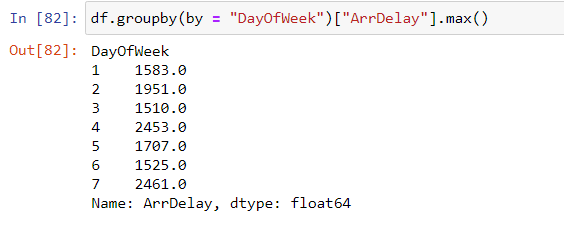 In [82]: df.groupby(by = "DayOfWeek")["ArrDelay"].max()
Out[82]: DayOfWeek
1    1583.0
2    1951.0
3    1510.0
4    2453.0
5    1707.0
6    1525.0
7    2461.0
Name: ArrDelay, dtype: float64